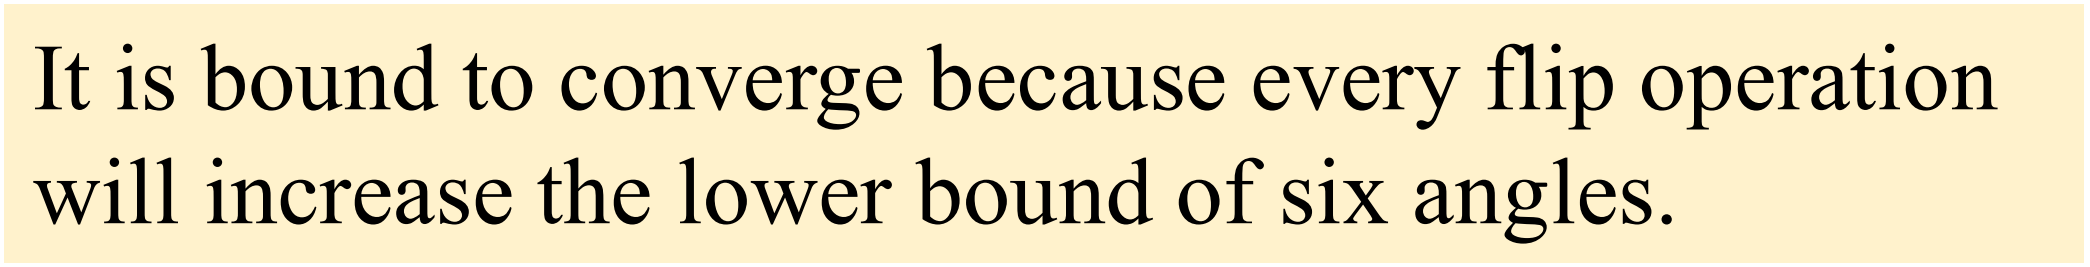 It is bound to converge because every flip operation
will increase the lower bound of six angles.